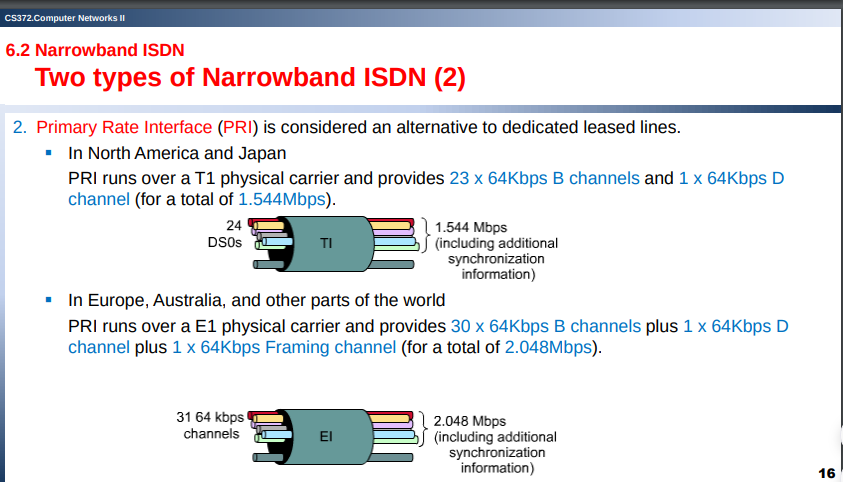 CS372.Computer Networks II
6.2 Narrowband ISDN
Two types of Narrowband ISDN (2)
2. Primary Rate Interface (PRI) is considered an alternative to dedicated leased lines.
▪ In North America and Japan
PRI runs over a T1 physical carrier and provides 23 x 64Kbps B channels and 1 x 64Kbps D
channel (for a total of 1.544Mbps).
24
DS0s
TI
1.544 Mbps
(including additional
synchronization
information)
▪ In Europe, Australia, and other parts of the world
PRI runs over a E1 physical carrier and provides 30 x 64Kbps B channels plus 1 x 64Kbps D
channel plus 1 x 64Kbps Framing channel (for a total of 2.048Mbps).
31 64 kbps
channels
EI
2.048 Mbps
(including additional
synchronization
information)
16